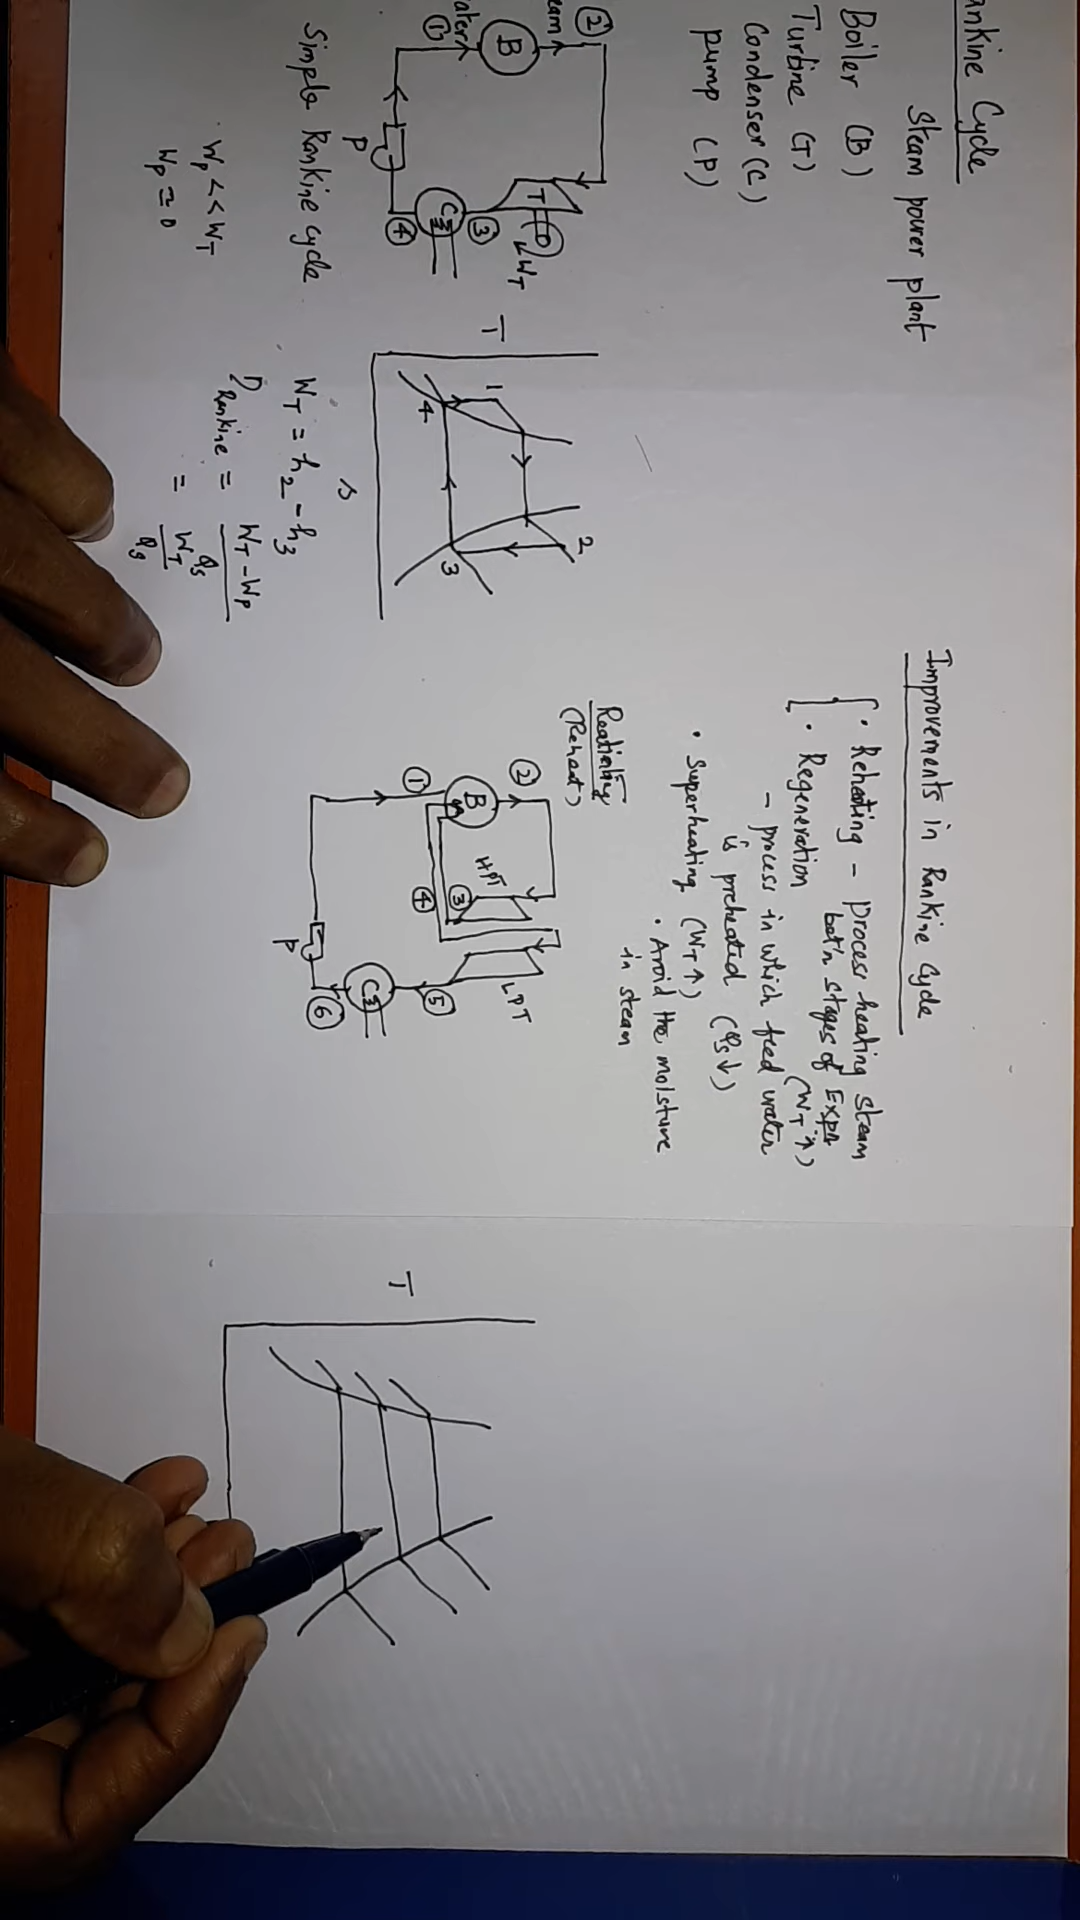 Rankine Cycle
Steam power plant
Boiler (B)
Turbine (T)
Condenser (C)
pump (P)
2
B
1
T
WT
3
C
4
P
Simple Rankine cycle
Wp << WT
Wp = 0
T
1
2
3
4
s
WT = h2 - h3
η Rankine = WT - Wp / Qs
= WT / Qs
Improvements in Rankine Cycle
• Reheating - process heating steam
bet'n stages of Expn
(WT ↑)
• Regeneration
- process in which feed water
is preheated (Qs ↓)
• Superheating (WT ↑)
• Avoid the moisture
in steam
(Reheat)
2
B
1
HPT
3
4
LPT
5
C
6
P
T